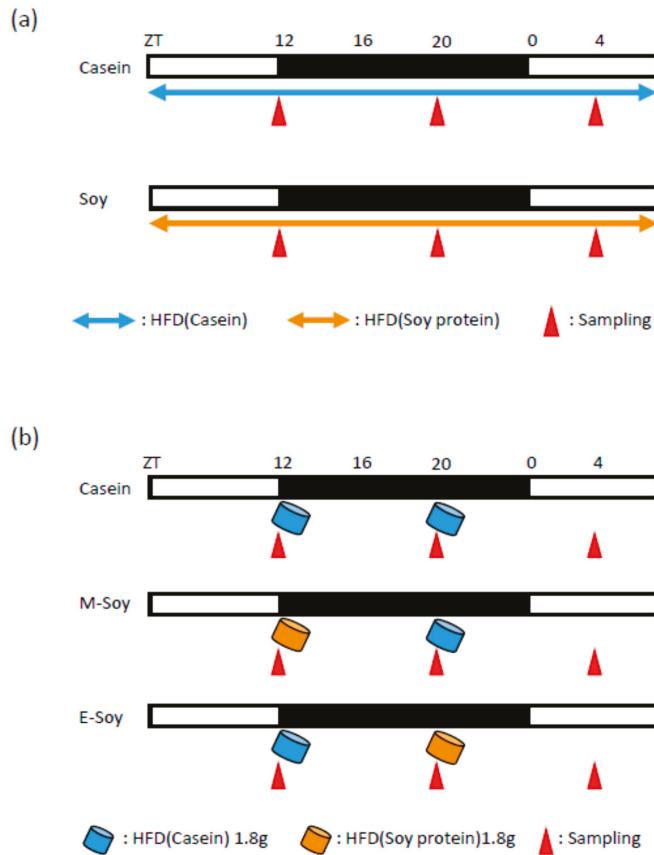 (a)
ZT 12 16 20 0 4
Casein
Soy
: HFD(Casein) : HFD(Soy protein) : Sampling
(b)
ZT 12 16 20 0 4
Casein
M-Soy
E-Soy
: HFD(Casein) 1.8g : HFD(Soy protein)1.8g : Sampling